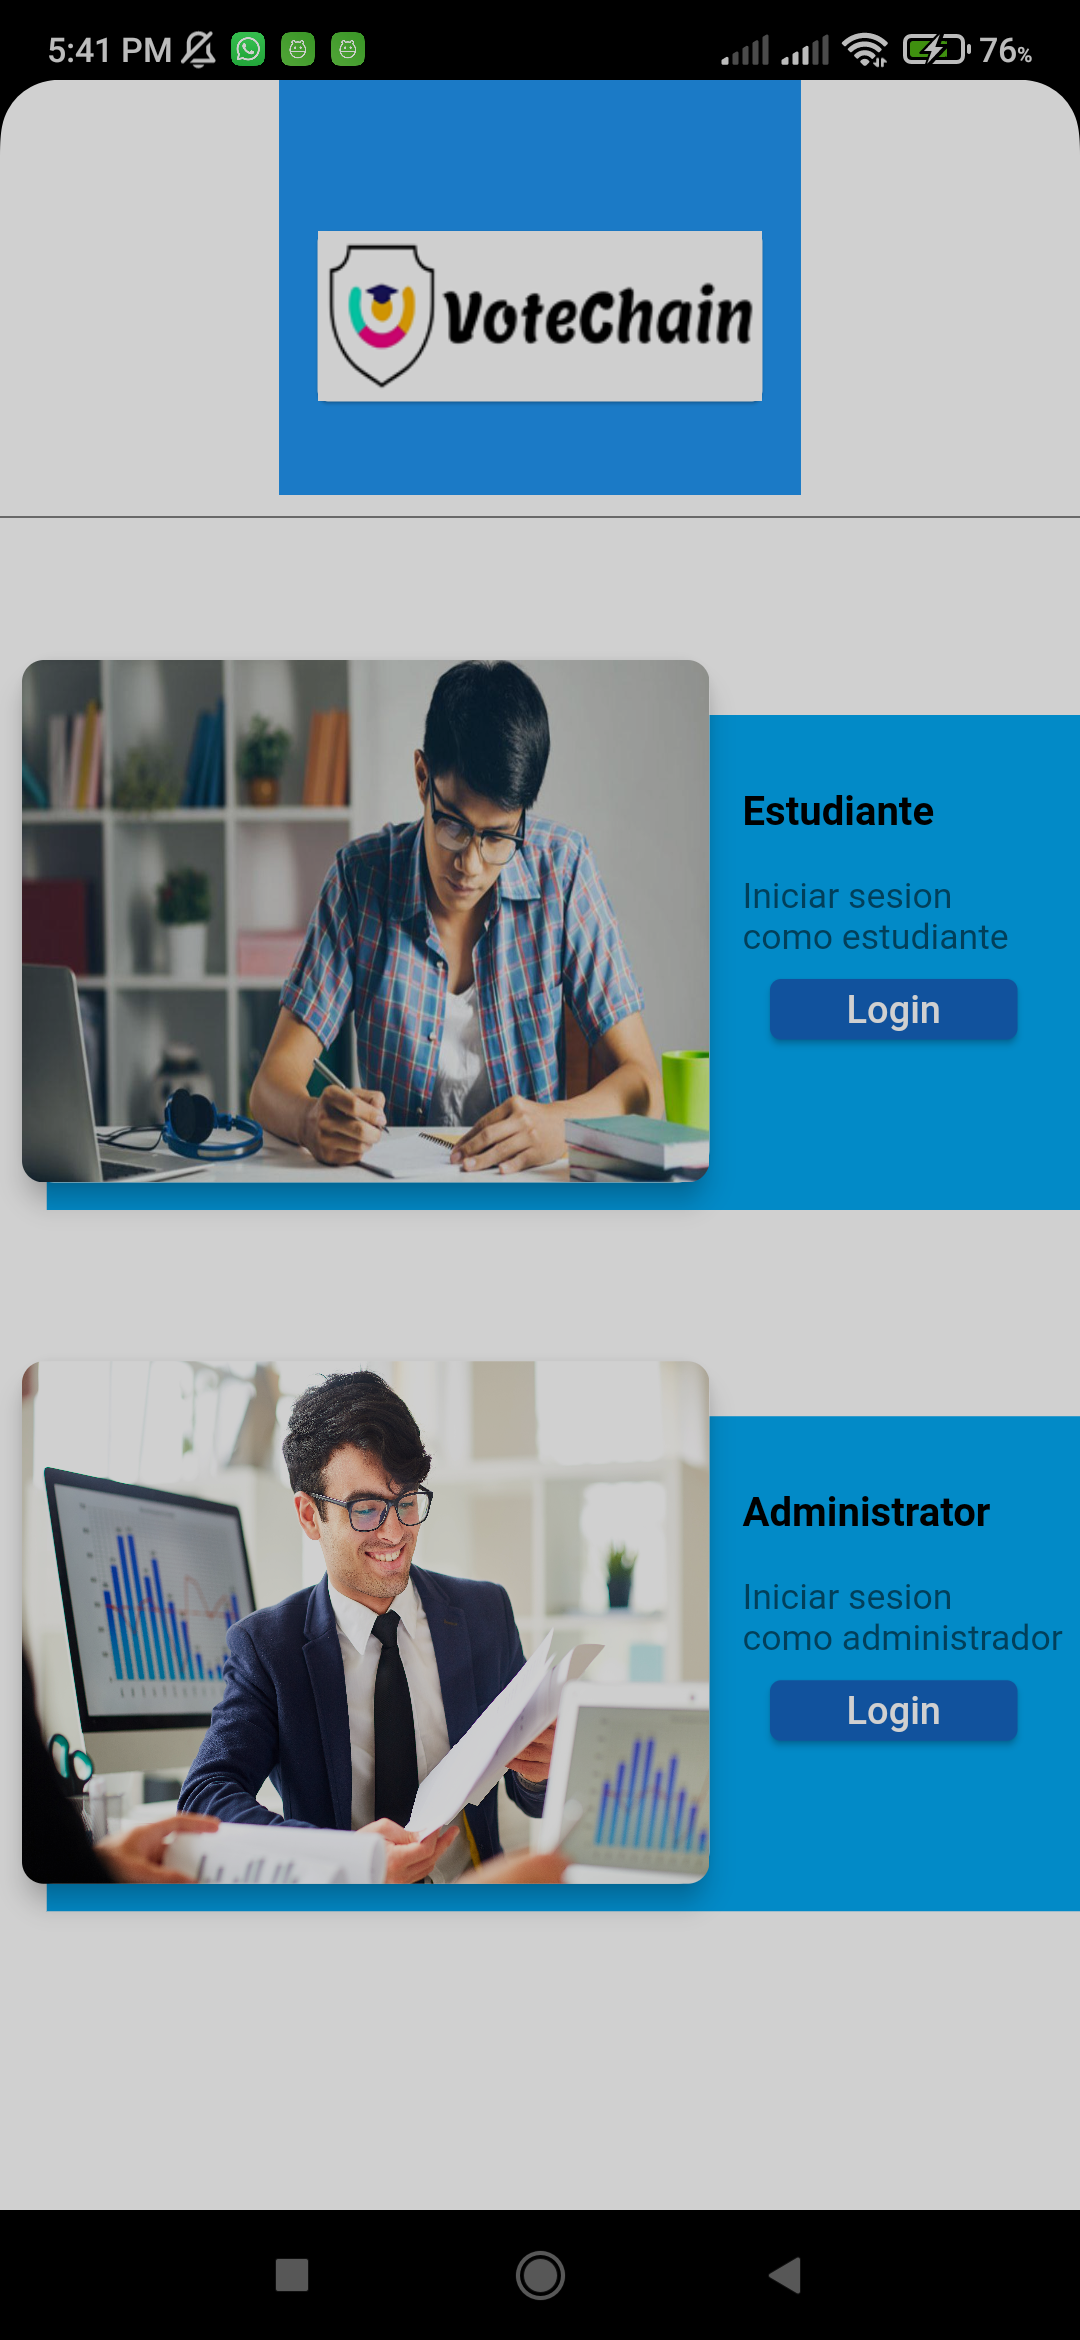 5:41 PM
76%
VoteChain
Estudiante
Iniciar sesion
como estudiante
Login
Administrator
Iniciar sesion
como administrador
Login